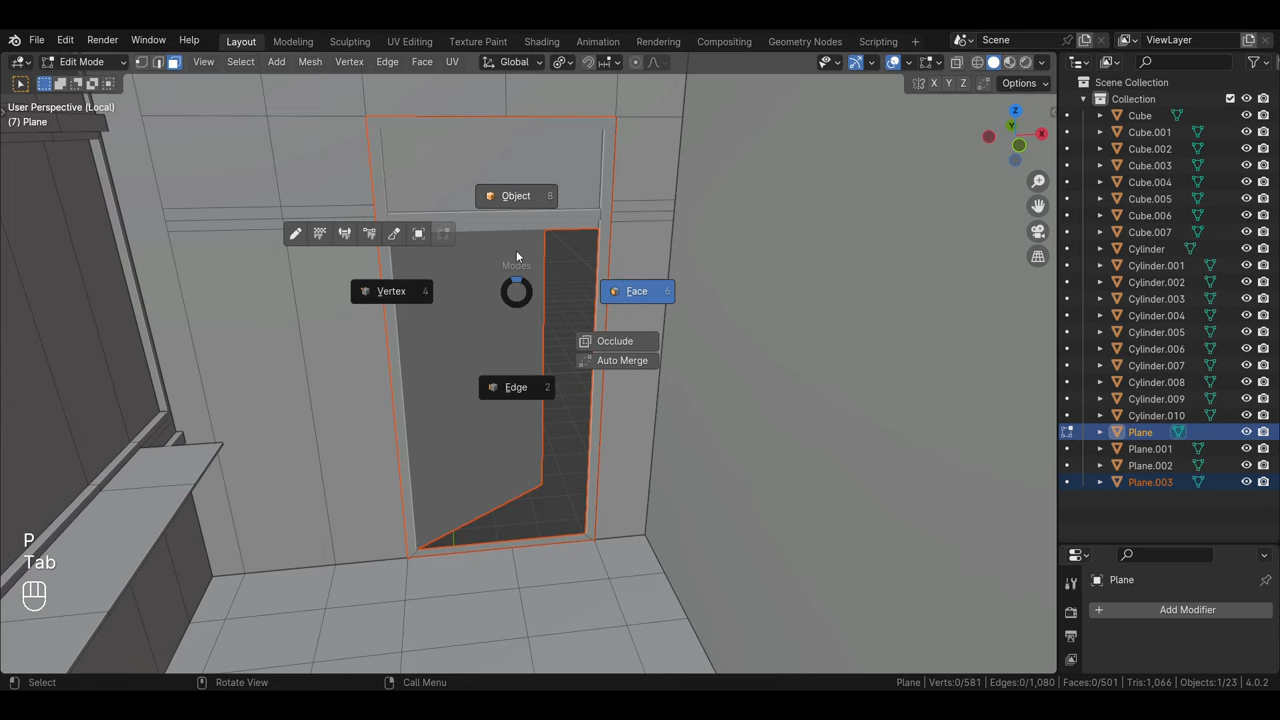 File Edit Render Window Help Layout Modeling Sculpting UV Editing Texture Paint Shading Animation Rendering Compositing Geometry Nodes Scripting + Scene ViewLayer
Edit Mode View Select Add Mesh Vertex Edge Face UV Global
X Y Z Options
User Perspective (Local)
(7) Plane
Z
Y
X
Object 8
Modes
Vertex 4
Face 6
Occlude
Auto Merge
Edge 2
P
Tab
Scene Collection
Collection
Cube
Cube.001
Cube.002
Cube.003
Cube.004
Cube.005
Cube.006
Cube.007
Cylinder
Cylinder.001
Cylinder.002
Cylinder.003
Cylinder.004
Cylinder.005
Cylinder.006
Cylinder.007
Cylinder.008
Cylinder.009
Cylinder.010
Plane
Plane.001
Plane.002
Plane.003
Plane
+ Add Modifier
Select Rotate View Call Menu Plane | Verts:0/581 | Edges:0/1,080 | Faces:0/501 | Tris:1,066 | Objects:1/23 | 4.0.2